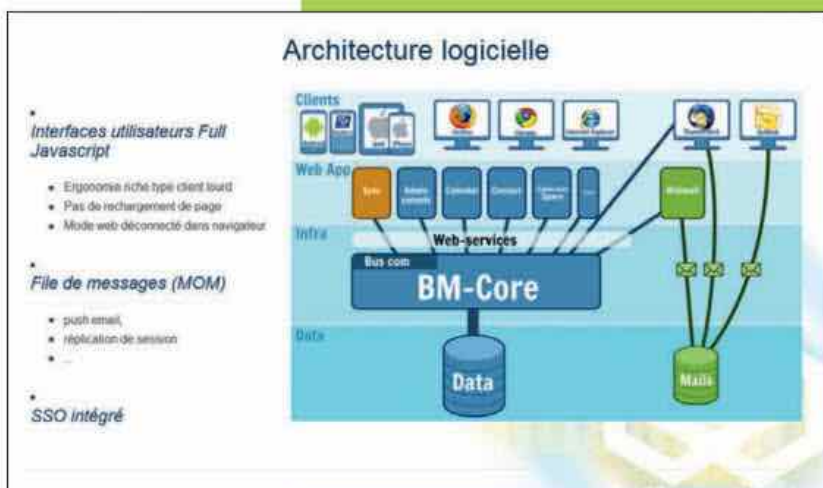 Architecture logicielle
Interfaces utilisateurs Full
Javascript
Ergonomie riche type client lourd
Pas de rechargement de page
Mode web déconnecté dans navigateur
File de messages (MOM)
push email,
réplication de session
...
SSO intégré
Clients
Web App
Sync
Calendar
Contact
Space
Webmail
Infra
Web-services
Bus com
BM-Core
Data
Data
Mails